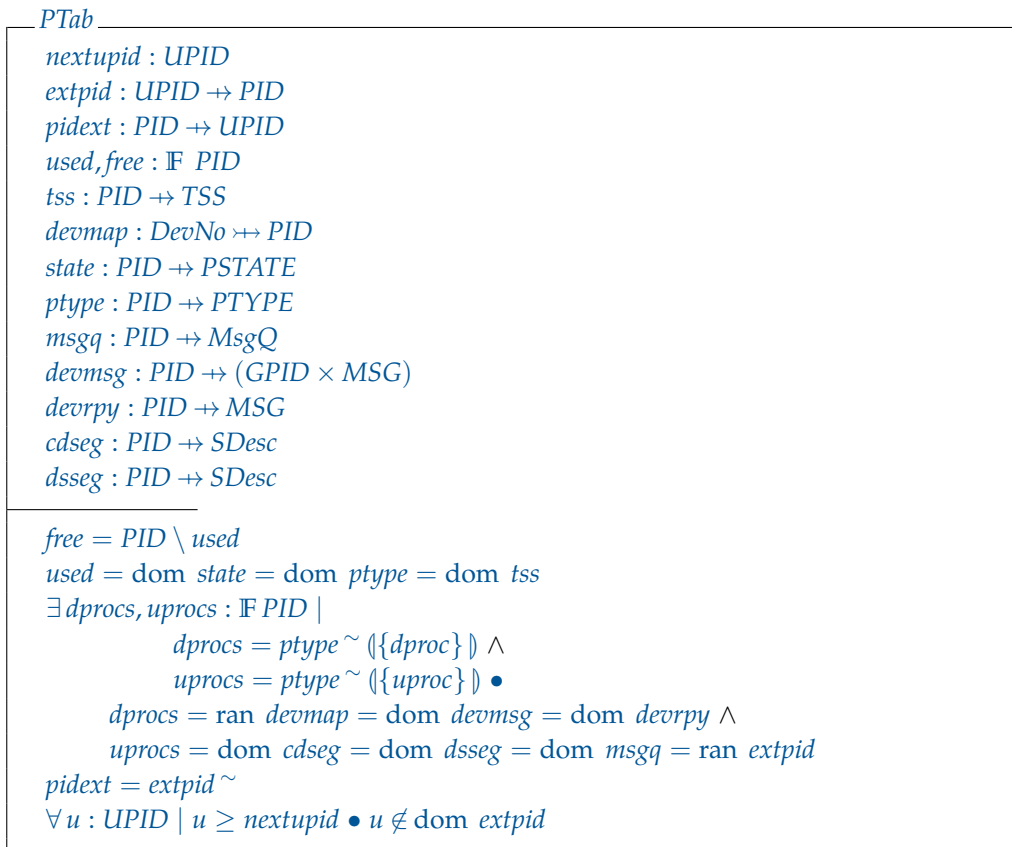 PTab
nextupid : UPID
extpid : UPID ⇸ PID
pidext : PID ⇸ UPID
used, free : 𝔽 PID
tss : PID ⇸ TSS
devmap : DevNo ⤔ PID
state : PID ⇸ PSTATE
ptype : PID ⇸ PTYPE
msgq : PID ⇸ MsgQ
devmsg : PID ⇸ (GPID × MSG)
devrpy : PID ⇸ MSG
cdseg : PID ⇸ SDesc
dsseg : PID ⇸ SDesc
free = PID \ used
used = dom state = dom ptype = dom tss
∃ dprocs, uprocs : 𝔽 PID |
dprocs = ptype ~ ⦇{dproc}⦈ ∧
uprocs = ptype ~ ⦇{uproc}⦈ •
dprocs = ran devmap = dom devmsg = dom devrpy ∧
uprocs = dom cdseg = dom dsseg = dom msgq = ran extpid
pidext = extpid ~
∀ u : UPID | u ≥ nextupid • u ∉ dom extpid